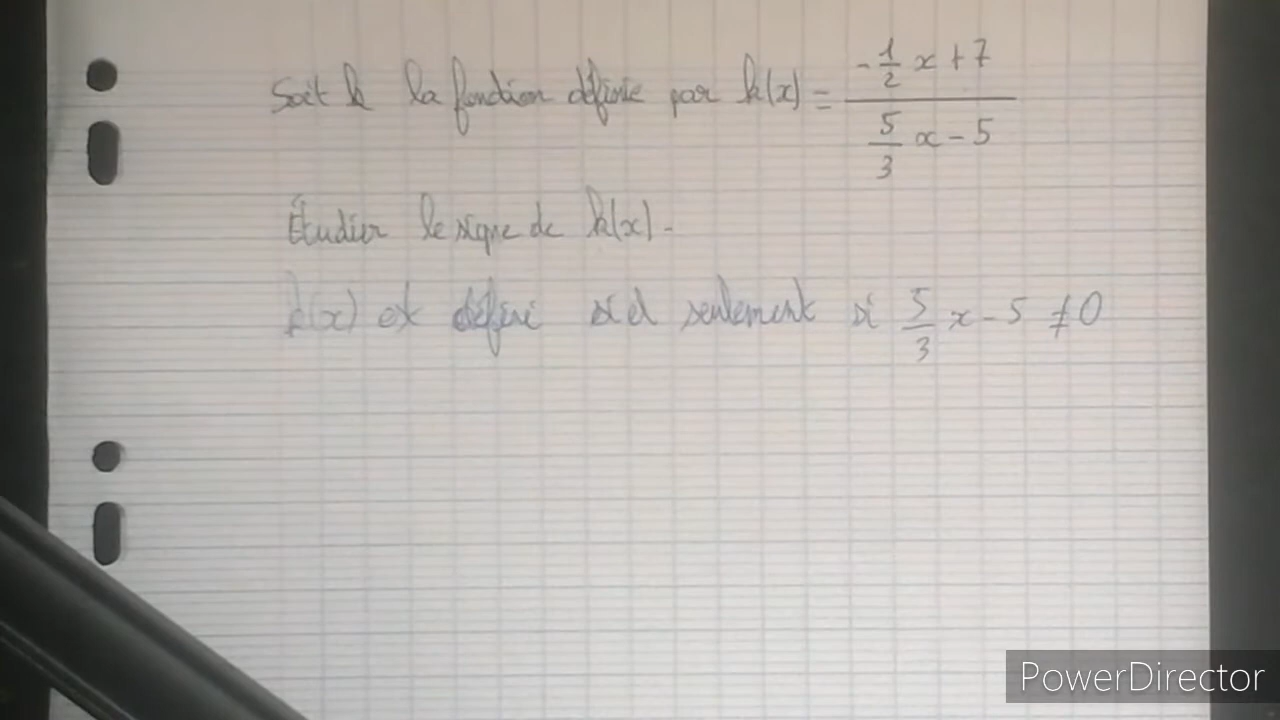 Soit k la fonction définie par k(x) = (-1/2 x + 7)/(5/3 x - 5)
Étudier le signe de k(x).
k(x) est défini si et seulement si 5/3 x - 5 ≠ 0
PowerDirector